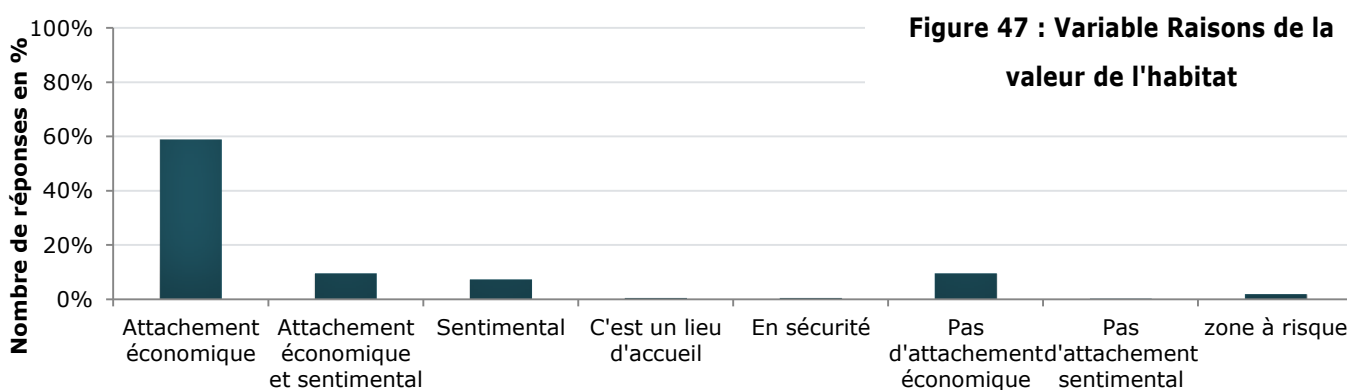 Figure 47 : Variable Raisons de la
valeur de l'habitat
Nombre de réponses en %
100%
80%
60%
40%
20%
0%
Attachement
économique
Attachement
économique
et sentimental
Sentimental
C'est un lieu
d'accueil
En sécurité
Pas
d'attachement
économique
Pas
d'attachement
sentimental
zone à risque